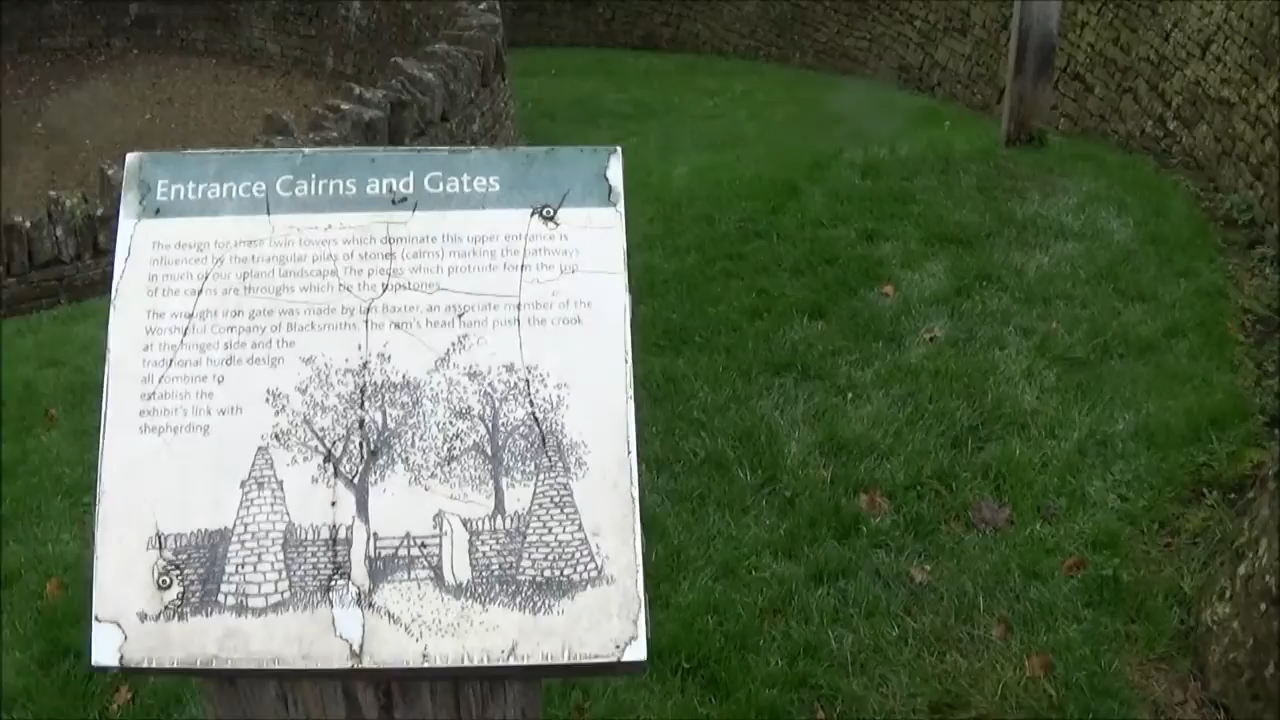 Entrance Cairns and Gates
The design for these twin towers which dominate this upper entrance is
influenced by the triangular piles of stones (cairns) marking the pathways
in much of our upland landscape. The pieces which protrude form the top
of the cairns are throughs which tie the topstones.
The wrought iron gate was made by Ian Baxter, an associate member of the
Worshipful Company of Blacksmiths. The ram's head hand push the crook
at the hinged side and the
traditional hurdle design
all combine to
establish the
exhibit's link with
shepherding